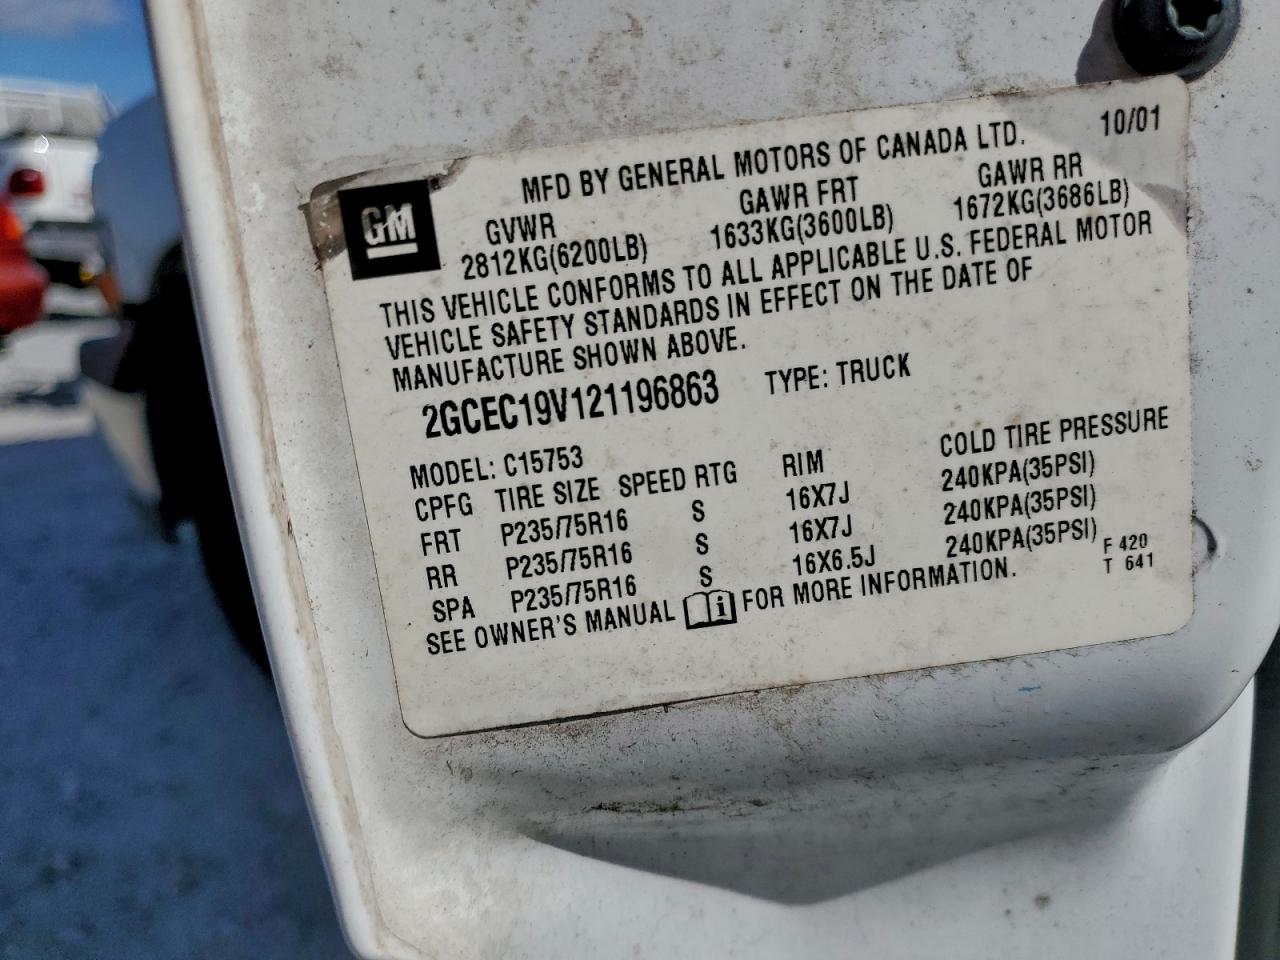 MFD BY GENERAL MOTORS OF CANADA LTD. 10/01
GM
GVWR GAWR FRT GAWR RR
2812KG(6200LB) 1633KG(3600LB) 1672KG(3686LB)
THIS VEHICLE CONFORMS TO ALL APPLICABLE U.S. FEDERAL MOTOR
VEHICLE SAFETY STANDARDS IN EFFECT ON THE DATE OF
MANUFACTURE SHOWN ABOVE.
2GCEC19V121196863 TYPE: TRUCK
MODEL: C15753
CPFG TIRE SIZE SPEED RTG RIM COLD TIRE PRESSURE
FRT P235/75R16 S 16X7J 240KPA(35PSI)
RR P235/75R16 S 16X7J 240KPA(35PSI)
SPA P235/75R16 S 16X6.5J 240KPA(35PSI)
SEE OWNER'S MANUAL i FOR MORE INFORMATION.
F 420
T 641